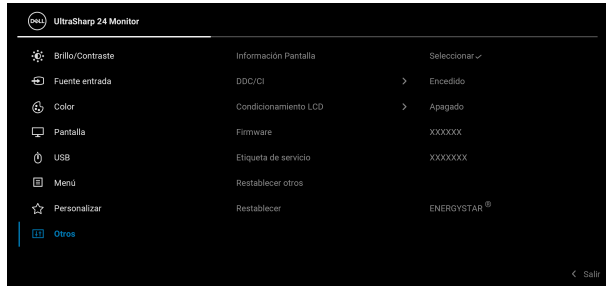 DELL UltraSharp 24 Monitor
Brillo/Contraste Información Pantalla Seleccionar✓
Fuente entrada DDC/CI > Encedido
Color Condicionamiento LCD > Apagado
Pantalla Firmware XXXXXX
USB Etiqueta de servicio XXXXXXX
Menú Restablecer otros
Personalizar Restablecer ENERGYSTAR ®
Otros
< Salir